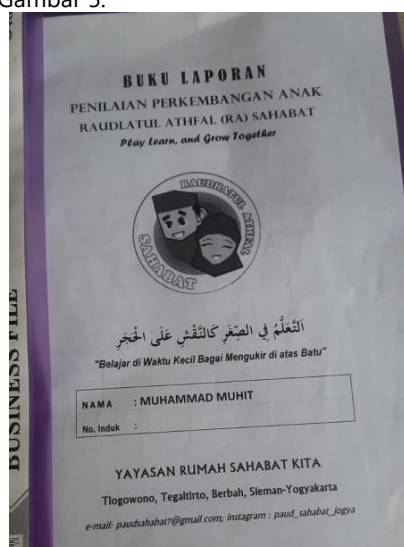 Gambar 5.
BUKU LAPORAN
PENILAIAN PERKEMBANGAN ANAK
RAUDLATUL ATHFAL (RA) SAHABAT
Play Learn, and Grow Together
RAUDHATUL ATHFAL
SAHABAT
اَلتَّعَلُّمُ فِي الصِّغَرِ كَالنَّقْشِ عَلَى الْحَجَرِ
"Belajar di Waktu Kecil Bagai Mengukir di atas Batu"
NAMA : MUHAMMAD MUHIT
No. Induk :
YAYASAN RUMAH SAHABAT KITA
Tlogowono, Tegaltirto, Berbah, Sleman-Yogyakarta
e-mail: paudsahabat7@gmail.com; instagram : paud_sahabat_jogya
BUSINESS FILE